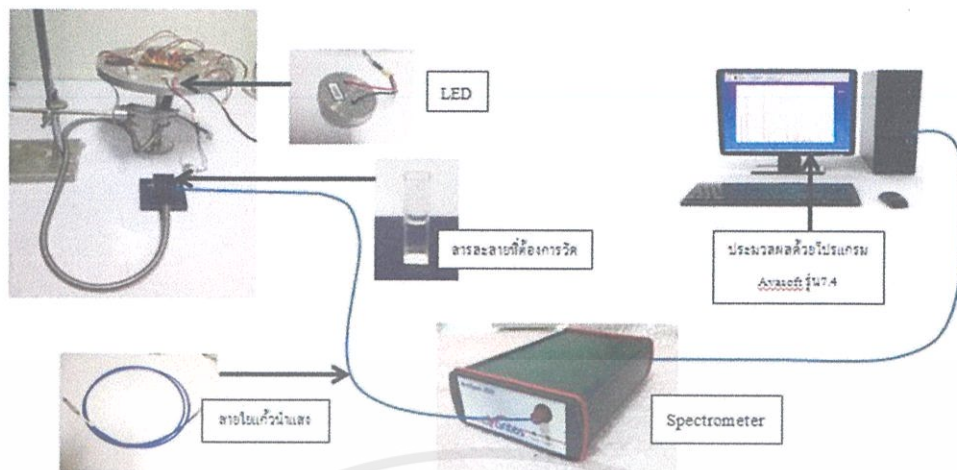 LED
สารละลายที่ต้องการวัด
ประมวลผลด้วยโปรแกรม
Avasoft รุ่น7.4
สายใยแก้วนำแสง
Spectrometer